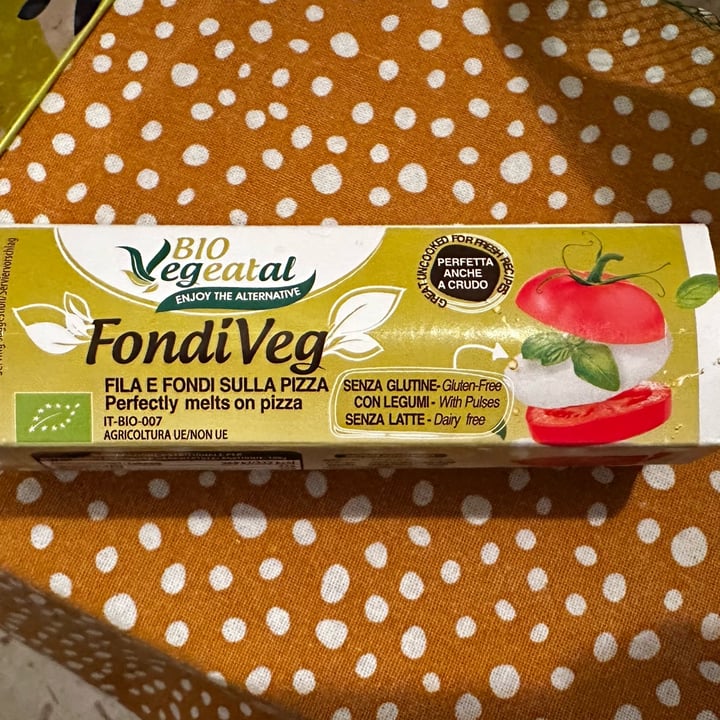 BIO
Vegeatal
ENJOY THE ALTERNATIVE
FondiVeg
FILA E FONDI SULLA PIZZA
Perfectly melts on pizza
IT-BIO-007
AGRICOLTURA UE/NON UE
SENZA GLUTINE - Gluten-Free
CON LEGUMI - With Pulses
SENZA LATTE - Dairy free
GREAT UNCOOKED FOR FRESH RECIPES
PERFETTA
ANCHE
A CRUDO